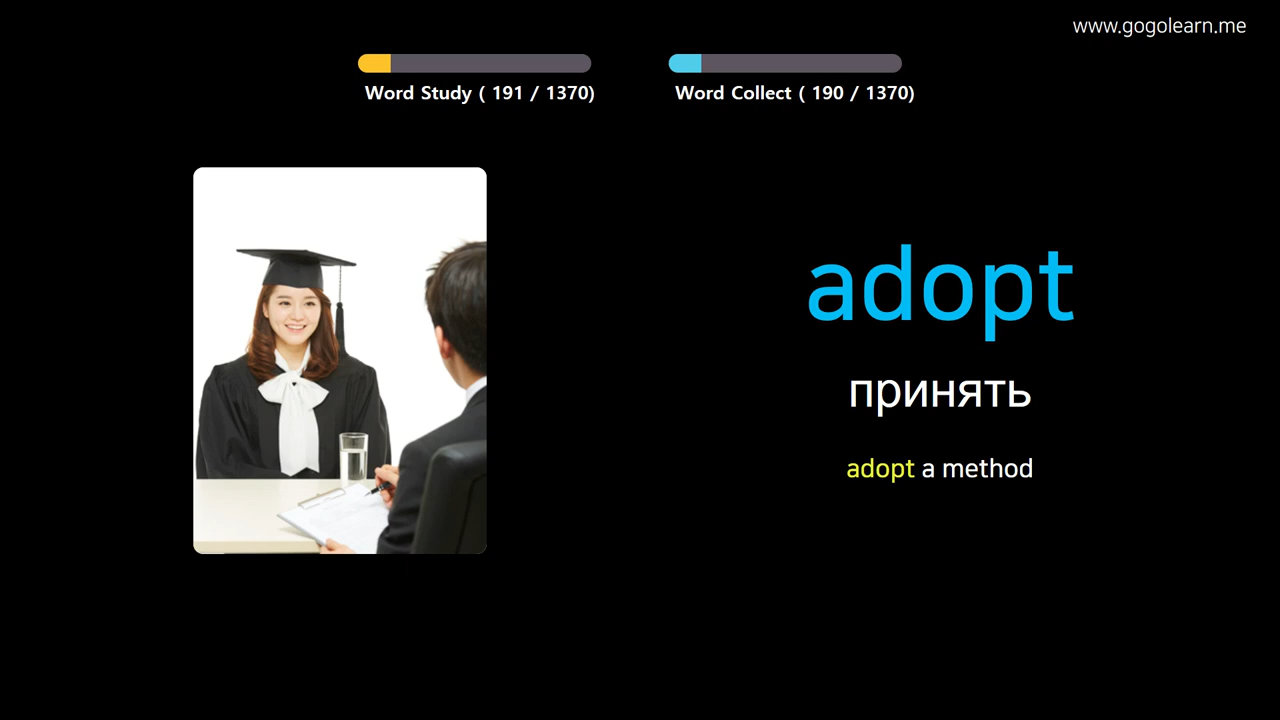 www.gogolearn.me
Word Study ( 191 / 1370)
Word Collect ( 190 / 1370)
adopt
принять
adopt a method